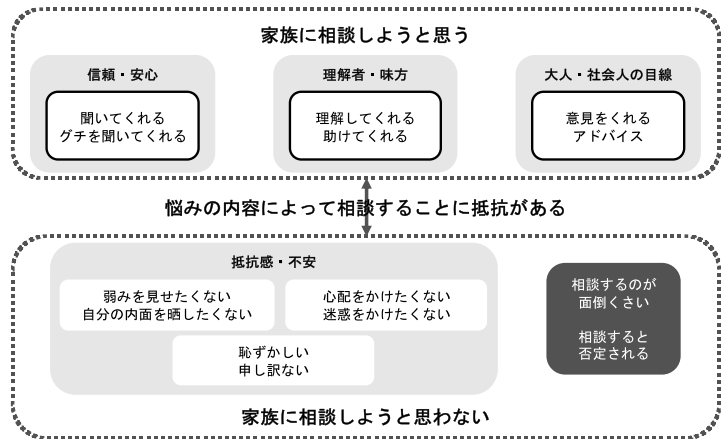 家族に相談しようと思う
信頼・安心
聞いてくれる
グチを聞いてくれる
理解者・味方
理解してくれる
助けてくれる
大人・社会人の目線
意見をくれる
アドバイス
悩みの内容によって相談することに抵抗がある
抵抗感・不安
弱みを見せたくない
自分の内面を晒したくない
心配をかけたくない
迷惑をかけたくない
恥ずかしい
申し訳ない
相談するのが
面倒くさい
相談すると
否定される
家族に相談しようと思わない